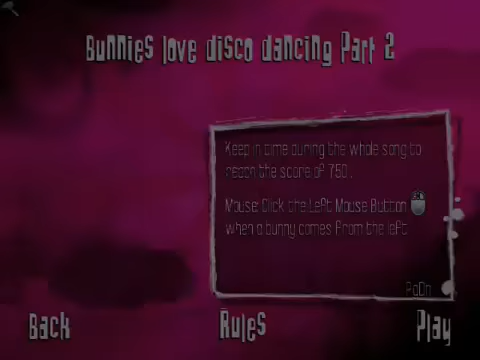 Bunnies love disco dancing Part 2
Keep in time during the whole song to
reach the score of 750.
Mouse: Click the Left Mouse Button
when a bunny comes from the left
PgDn
Back
Rules
Play